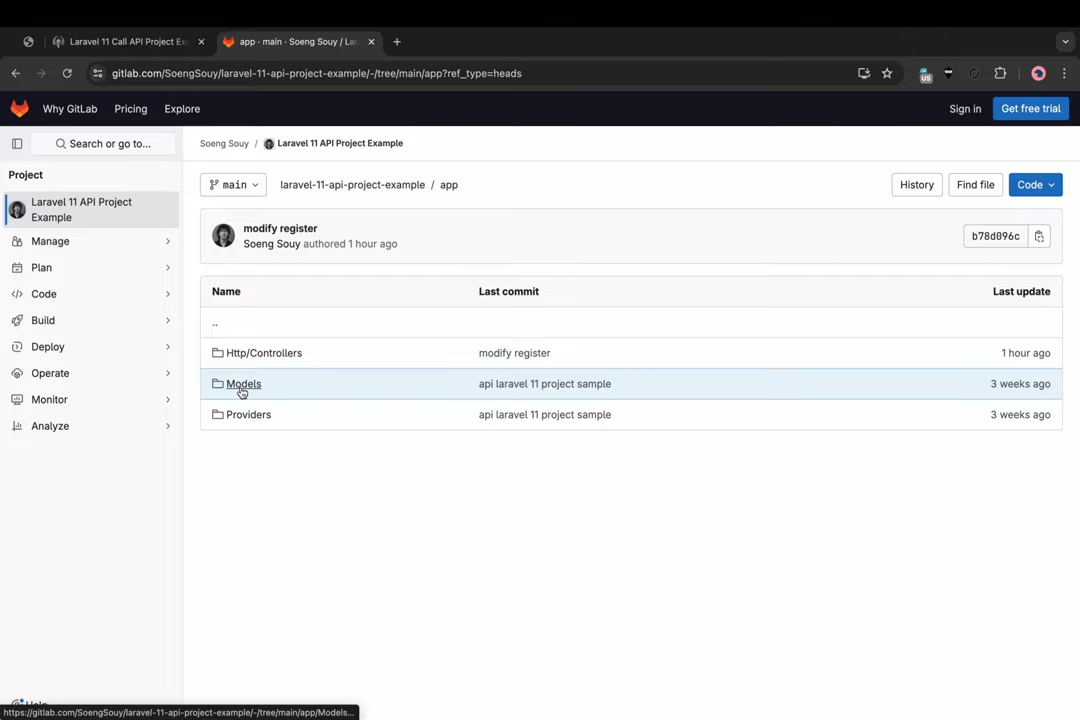 Laravel 11 Call API Project Ex
app · main · Soeng Souy / Lar
gitlab.com/SoengSouy/laravel-11-api-project-example/-/tree/main/app?ref_type=heads
US
Why GitLab
Pricing
Explore
Sign in
Get free trial
Search or go to...
Soeng Souy / Laravel 11 API Project Example
Project
Laravel 11 API Project
Example
Manage
Plan
Code
Build
Deploy
Operate
Monitor
Analyze
main
laravel-11-api-project-example / app
History
Find file
Code
modify register
Soeng Souy authored 1 hour ago
b78d096c
Name
Last commit
Last update
..
Http/Controllers
modify register
1 hour ago
Models
api laravel 11 project sample
3 weeks ago
Providers
api laravel 11 project sample
3 weeks ago
Help
https://gitlab.com/SoengSouy/laravel-11-api-project-example/-/tree/main/app/Models...